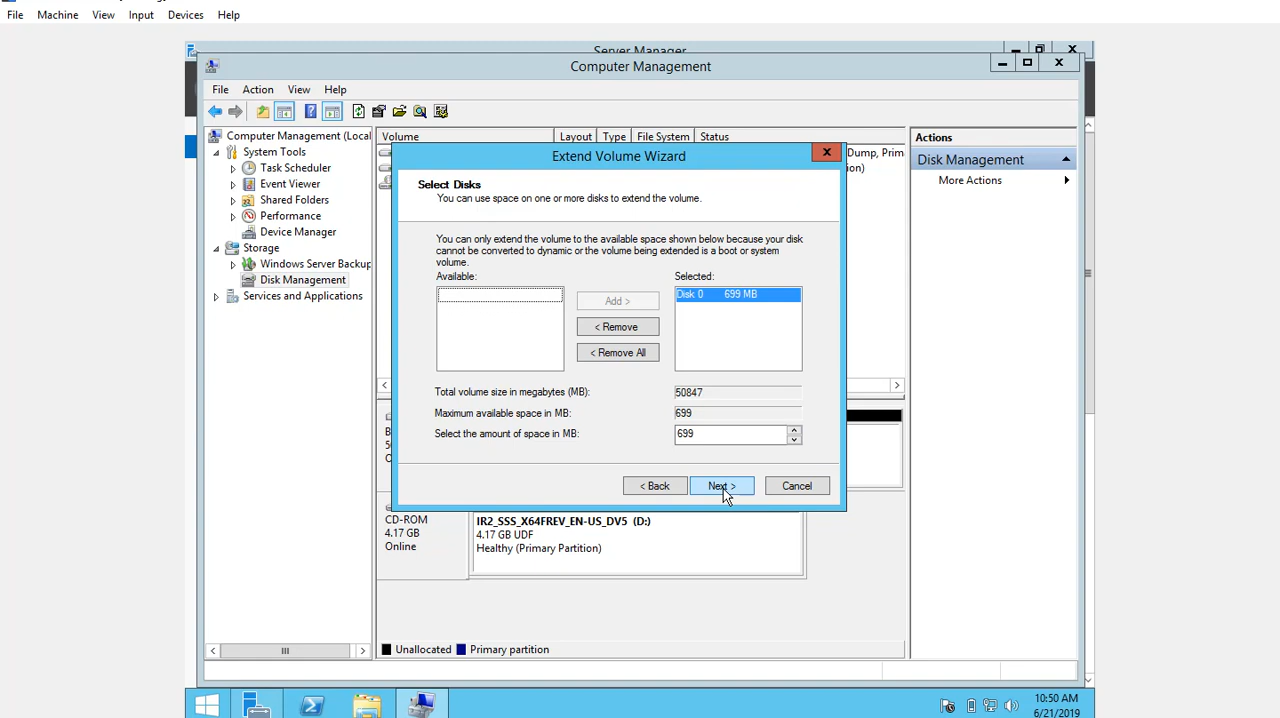 File Machine View Input Devices Help
Server Manager
Computer Management
File Action View Help
Computer Management (Local
System Tools
Task Scheduler
Event Viewer
Shared Folders
Performance
Device Manager
Storage
Windows Server Backup
Disk Management
Services and Applications
Volume Layout Type File System Status
Dump, Prim
on)
Actions
Disk Management
More Actions
Extend Volume Wizard
Select Disks
You can use space on one or more disks to extend the volume.
You can only extend the volume to the available space shown below because your disk
cannot be converted to dynamic or the volume being extended is a boot or system
volume.
Available:
Selected:
Add >
< Remove
< Remove All
Disk 0 699 MB
Total volume size in megabytes (MB): 50847
Maximum available space in MB: 699
Select the amount of space in MB: 699
< Back Next > Cancel
CD-ROM
4.17 GB
Online
IR2_SSS_X64FREV_EN-US_DV5 (D:)
4.17 GB UDF
Healthy (Primary Partition)
Unallocated Primary partition
10:50 AM
6/21/2019